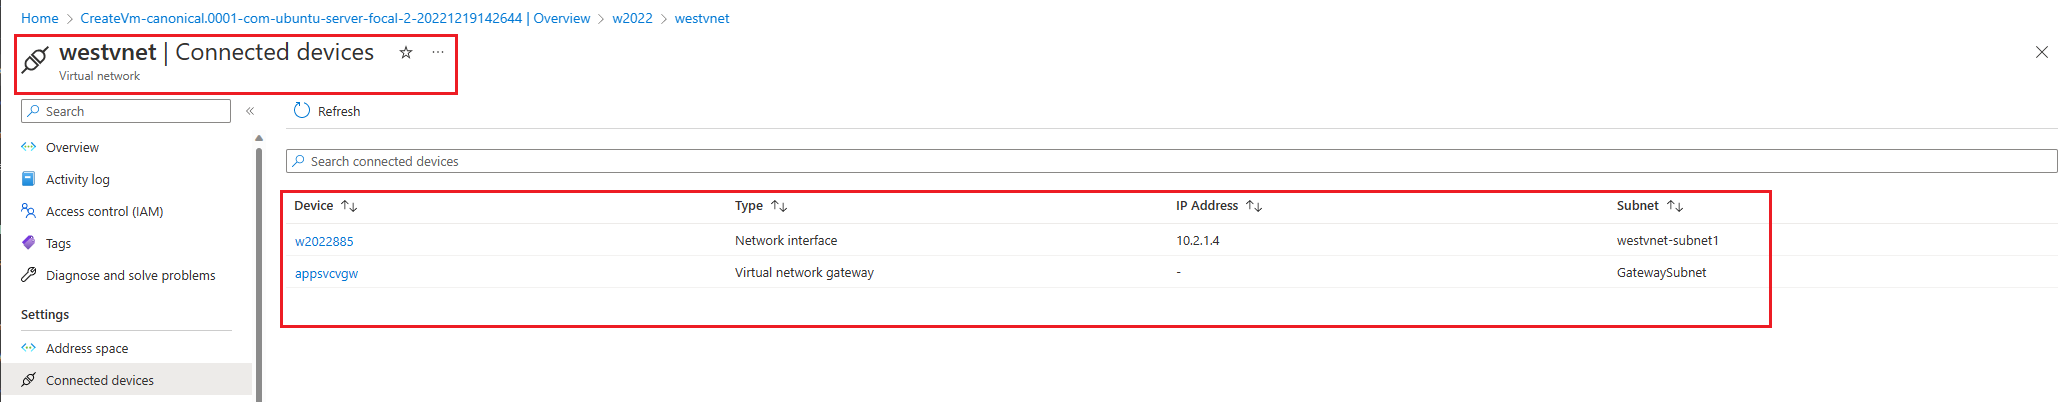 Home > CreateVm-canonical.0001-com-ubuntu-server-focal-2-20221219142644 | Overview > w2022 > westvnet
westvnet | Connected devices
Virtual network
Search
Refresh
Overview
Search connected devices
Activity log
Access control (IAM)
Tags
Diagnose and solve problems
Settings
Address space
Connected devices
Device Type IP Address Subnet
w2022885 Network interface 10.2.1.4 westvnet-subnet1
appsvcvgw Virtual network gateway - GatewaySubnet